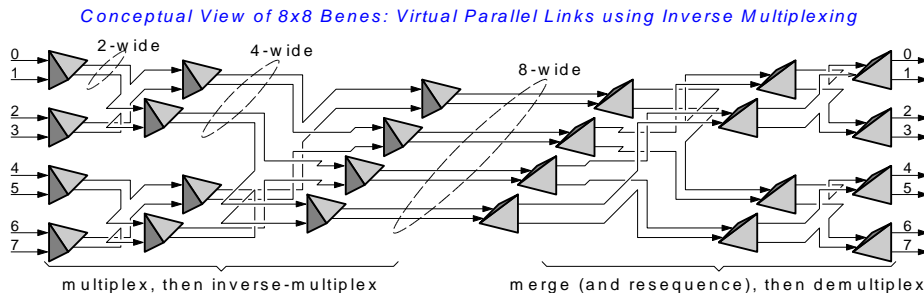 Conceptual View of 8x8 Benes: Virtual Parallel Links using Inverse Multiplexing
2-wide
4-wide
8-wide
0
1
2
3
4
5
6
7
0
1
2
3
4
5
6
7
multiplex, then inverse-multiplex
merge (and resequence), then demultiplex